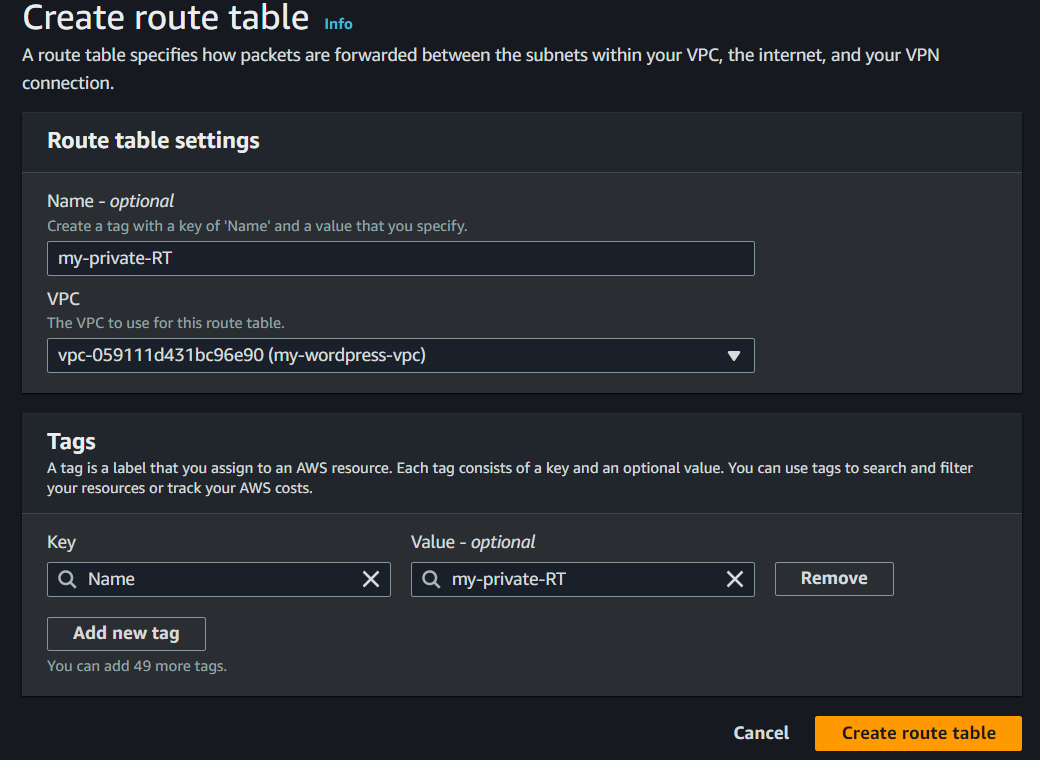 Create route table Info
A route table specifies how packets are forwarded between the subnets within your VPC, the internet, and your VPN
connection.
Route table settings
Name - optional
Create a tag with a key of 'Name' and a value that you specify.
my-private-RT
VPC
The VPC to use for this route table.
vpc-059111d431bc96e90 (my-wordpress-vpc)
Tags
A tag is a label that you assign to an AWS resource. Each tag consists of a key and an optional value. You can use tags to search and filter
your resources or track your AWS costs.
Key Value - optional
Name my-private-RT Remove
Add new tag
You can add 49 more tags.
Cancel Create route table